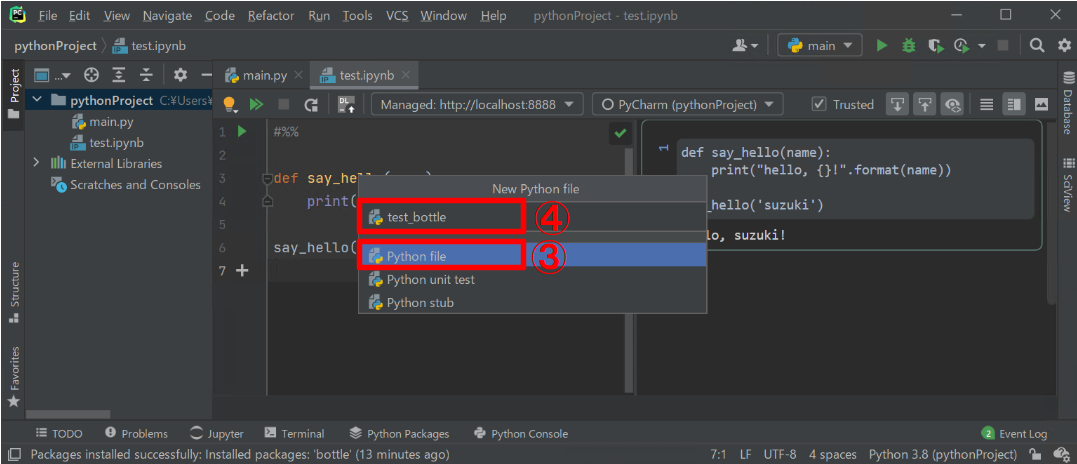 PC File Edit View Navigate Code Refactor Run Tools VCS Window Help pythonProject - test.ipynb
pythonProject test.ipynb main
Project
... main.py test.ipynb
pythonProject C:¥Users¥
main.py
test.ipynb
External Libraries
Scratches and Consoles
Managed: http://localhost:8888 PyCharm (pythonProject) Trusted
1 #%%
2
3 def say_he
4 print(
5
6 say_hello(
7
New Python file
test_bottle ④
Python file ③
Python unit test
Python stub
1 def say_hello(name):
print("hello, {}!".format(name))
_hello('suzuki')
lo, suzuki!
Database
SciView
Structure
Favorites
TODO Problems Jupyter Terminal Python Packages Python Console 2 Event Log
Packages installed successfully: Installed packages: 'bottle' (13 minutes ago) 7:1 LF UTF-8 4 spaces Python 3.8 (pythonProject)